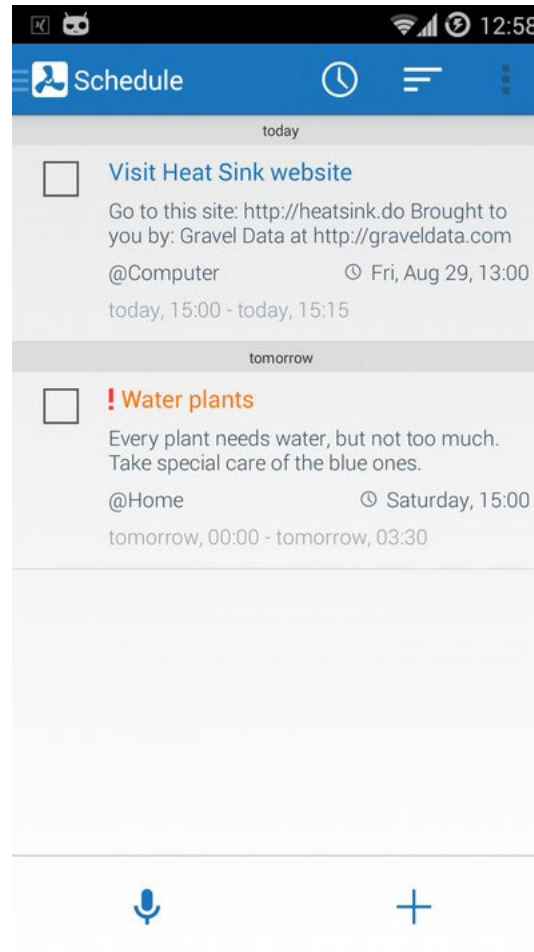 12:58
Schedule
today
Visit Heat Sink website
Go to this site: http://heatsink.do Brought to
you by: Gravel Data at http://graveldata.com
@Computer Fri, Aug 29, 13:00
today, 15:00 - today, 15:15
tomorrow
! Water plants
Every plant needs water, but not too much.
Take special care of the blue ones.
@Home Saturday, 15:00
tomorrow, 00:00 - tomorrow, 03:30